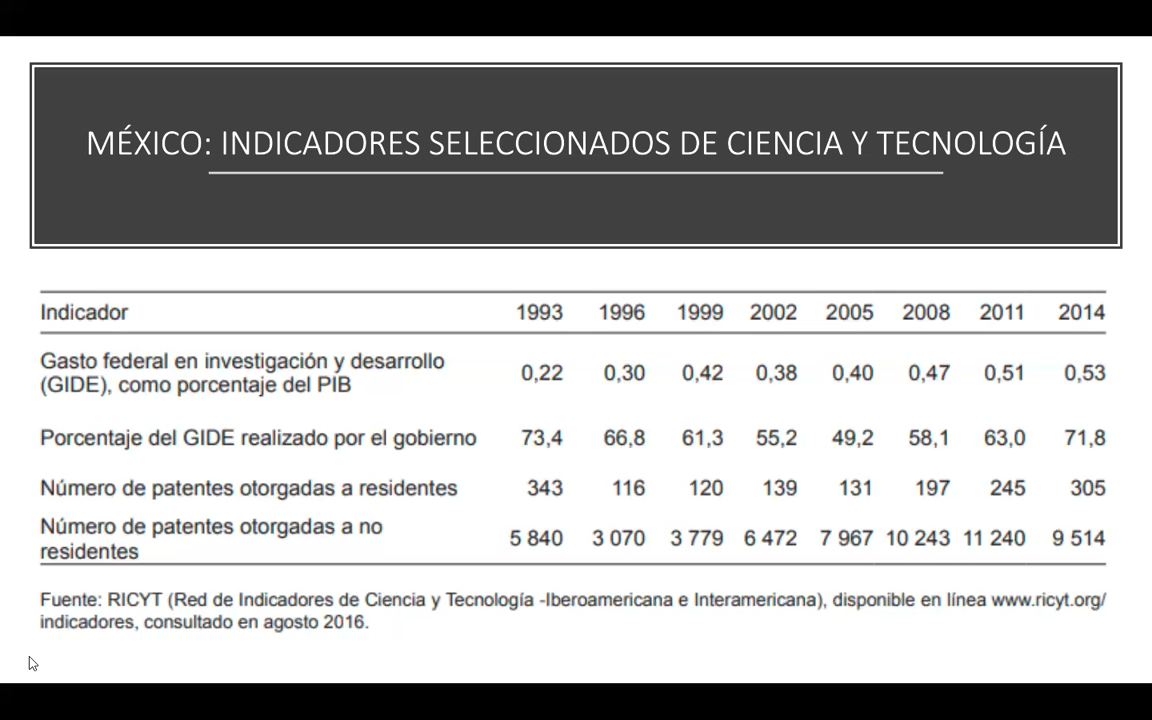 MÉXICO: INDICADORES SELECCIONADOS DE CIENCIA Y TECNOLOGÍA
Indicador 1993 1996 1999 2002 2005 2008 2011 2014
Gasto federal en investigación y desarrollo
(GIDE), como porcentaje del PIB 0,22 0,30 0,42 0,38 0,40 0,47 0,51 0,53
Porcentaje del GIDE realizado por el gobierno 73,4 66,8 61,3 55,2 49,2 58,1 63,0 71,8
Número de patentes otorgadas a residentes 343 116 120 139 131 197 245 305
Número de patentes otorgadas a no
residentes 5 840 3 070 3 779 6 472 7 967 10 243 11 240 9 514
Fuente: RICYT (Red de Indicadores de Ciencia y Tecnología -Iberoamericana e Interamericana), disponible en línea www.ricyt.org/
indicadores, consultado en agosto 2016.